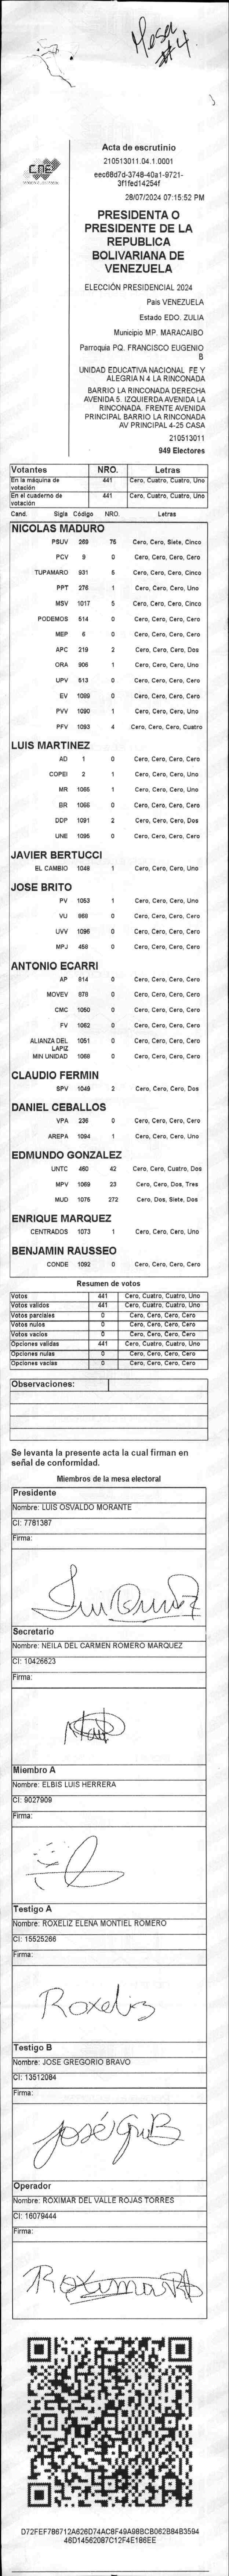 Mesa
#4.
CNE
Acta de escrutinio
210513011.04.1.0001
eec68d7d-3748-40a1-9721-
3f1fed14254f
28/07/2024 07:15:52 PM
PRESIDENTA O
PRESIDENTE DE LA
REPUBLICA
BOLIVARIANA DE
VENEZUELA
ELECCIÓN PRESIDENCIAL 2024
Pais VENEZUELA
Estado EDO. ZULIA
Municipio MP. MARACAIBO
Parroquia PQ. FRANCISCO EUGENIO
B
UNIDAD EDUCATIVA NACIONAL FE Y
ALEGRIA N 4 LA RINCONADA
BARRIO LA RINCONADA DERECHA
AVENIDA 5. IZQUIERDA AVENIDA LA
RINCONADA. FRENTE AVENIDA
PRINCIPAL BARRIO LA RINCONADA
AV PRINCIPAL 4-25 CASA
210513011
949 Electores
Votantes NRO. Letras
En la máquina de votación 441 Cero, Cuatro, Cuatro, Uno
En el cuaderno de votación 441 Cero, Cuatro, Cuatro, Uno
Cand. Sigla Código NRO. Letras
NICOLAS MADURO
PSUV 269 75 Cero, Cero, Siete, Cinco
PCV 9 0 Cero, Cero, Cero, Cero
TUPAMARO 931 5 Cero, Cero, Cero, Cinco
PPT 276 1 Cero, Cero, Cero, Uno
MSV 1017 5 Cero, Cero, Cero, Cinco
PODEMOS 514 0 Cero, Cero, Cero, Cero
MEP 6 0 Cero, Cero, Cero, Cero
APC 219 2 Cero, Cero, Cero, Dos
ORA 906 1 Cero, Cero, Cero, Uno
UPV 513 0 Cero, Cero, Cero, Cero
EV 1089 0 Cero, Cero, Cero, Cero
PVV 1090 1 Cero, Cero, Cero, Uno
PFV 1093 4 Cero, Cero, Cero, Cuatro
LUIS MARTINEZ
AD 1 0 Cero, Cero, Cero, Cero
COPEI 2 1 Cero, Cero, Cero, Uno
MR 1065 1 Cero, Cero, Cero, Uno
BR 1066 0 Cero, Cero, Cero, Cero
DDP 1091 2 Cero, Cero, Cero, Dos
UNE 1095 0 Cero, Cero, Cero, Cero
JAVIER BERTUCCI
EL CAMBIO 1048 1 Cero, Cero, Cero, Uno
JOSE BRITO
PV 1053 1 Cero, Cero, Cero, Uno
VU 868 0 Cero, Cero, Cero, Cero
UVV 1096 0 Cero, Cero, Cero, Cero
MPJ 458 0 Cero, Cero, Cero, Cero
ANTONIO ECARRI
AP 814 0 Cero, Cero, Cero, Cero
MOVEV 878 0 Cero, Cero, Cero, Cero
CMC 1050 0 Cero, Cero, Cero, Cero
FV 1062 0 Cero, Cero, Cero, Cero
ALIANZA DEL LAPIZ 1051 0 Cero, Cero, Cero, Cero
MIN UNIDAD 1068 0 Cero, Cero, Cero, Cero
CLAUDIO FERMIN
SPV 1049 2 Cero, Cero, Cero, Dos
DANIEL CEBALLOS
VPA 236 0 Cero, Cero, Cero, Cero
AREPA 1094 1 Cero, Cero, Cero, Uno
EDMUNDO GONZALEZ
UNTC 460 42 Cero, Cero, Cuatro, Dos
MPV 1069 23 Cero, Cero, Dos, Tres
MUD 1075 272 Cero, Dos, Siete, Dos
ENRIQUE MARQUEZ
CENTRADOS 1073 1 Cero, Cero, Cero, Uno
BENJAMIN RAUSSEO
CONDE 1092 0 Cero, Cero, Cero, Cero
Resumen de votos
Votos 441 Cero, Cuatro, Cuatro, Uno
Votos validos 441 Cero, Cuatro, Cuatro, Uno
Votos parciales 0 Cero, Cero, Cero, Cero
Votos nulos 0 Cero, Cero, Cero, Cero
Votos vacios 0 Cero, Cero, Cero, Cero
Opciones validas 441 Cero, Cuatro, Cuatro, Uno
Opciones nulas 0 Cero, Cero, Cero, Cero
Opciones vacias 0 Cero, Cero, Cero, Cero
Observaciones:
Se levanta la presente acta la cual firman en
señal de conformidad.
Miembros de la mesa electoral
Presidente
Nombre: LUIS OSVALDO MORANTE
CI: 7781387
Firma:
Secretario
Nombre: NEILA DEL CARMEN ROMERO MARQUEZ
CI: 10426623
Firma:
Miembro A
Nombre: ELBIS LUIS HERRERA
CI: 9027909
Firma:
Testigo A
Nombre: ROXELIZ ELENA MONTIEL ROMERO
CI: 15525266
Firma:
Roxeliz
Testigo B
Nombre: JOSE GREGORIO BRAVO
CI: 13512084
Firma:
José G B
Operador
Nombre: ROXIMAR DEL VALLE ROJAS TORRES
CI: 16079444
Firma:
Roximar
D72FEF786712A626D74AC8F49A98BCB062B84B3594
46D14562087C12F4E186EE